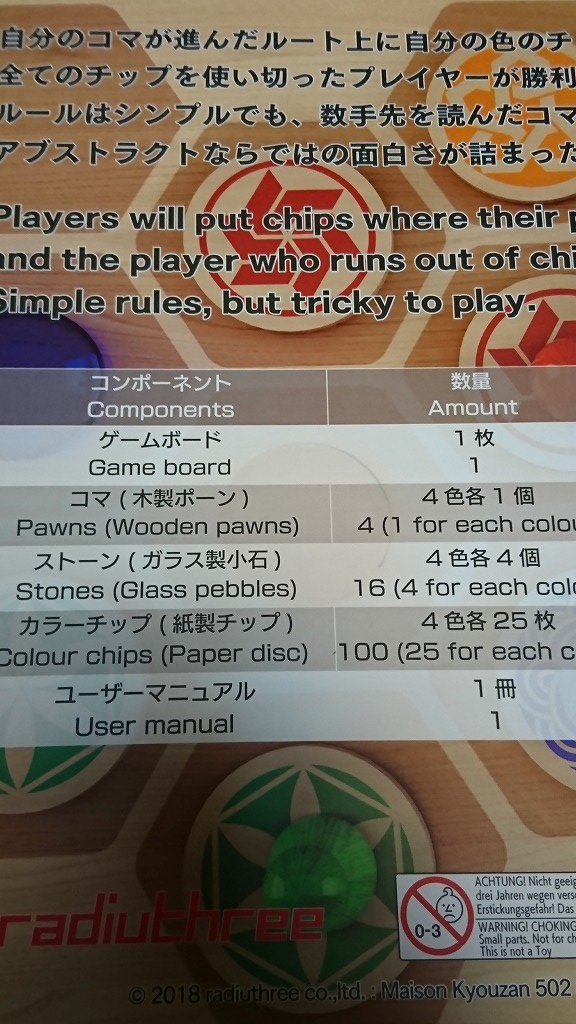 自分のコマが進んだルート上に自分の色のチ
全てのチップを使い切ったプレイヤーが勝利
ルールはシンプルでも、数手先を読んだコマ
アブストラクトならではの面白さが詰まった
Players will put chips where their p
and the player who runs out of chi
Simple rules, but tricky to play.
コンポーネント 数量
Components Amount
ゲームボード 1 枚
Game board 1
コマ ( 木製ポーン ) 4 色各 1 個
Pawns (Wooden pawns) 4 (1 for each colou
ストーン ( ガラス製小石 ) 4 色各 4 個
Stones (Glass pebbles) 16 (4 for each colo
カラーチップ ( 紙製チップ ) 4 色各 25 枚
Colour chips (Paper disc) 100 (25 for each c
ユーザーマニュアル 1 冊
User manual 1
radiuthree
0-3
ACHTUNG! Nicht geeig
drei Jahren wegen vers
Erstickungsgefahr! Das
WARNING! CHOKING
Small parts. Not for ch
This is not a Toy
© 2018 radiuthree co.,ltd. : Maison Kyouzan 502